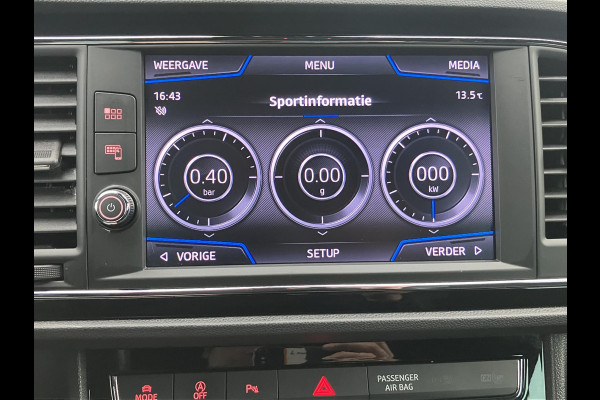 WEERGAVE MENU MEDIA
16:43 Sportinformatie 13.5℃
0.40 0.00 000
bar g kW
VORIGE SETUP VERDER
PASSENGER
AIR BAG
MODE OFF